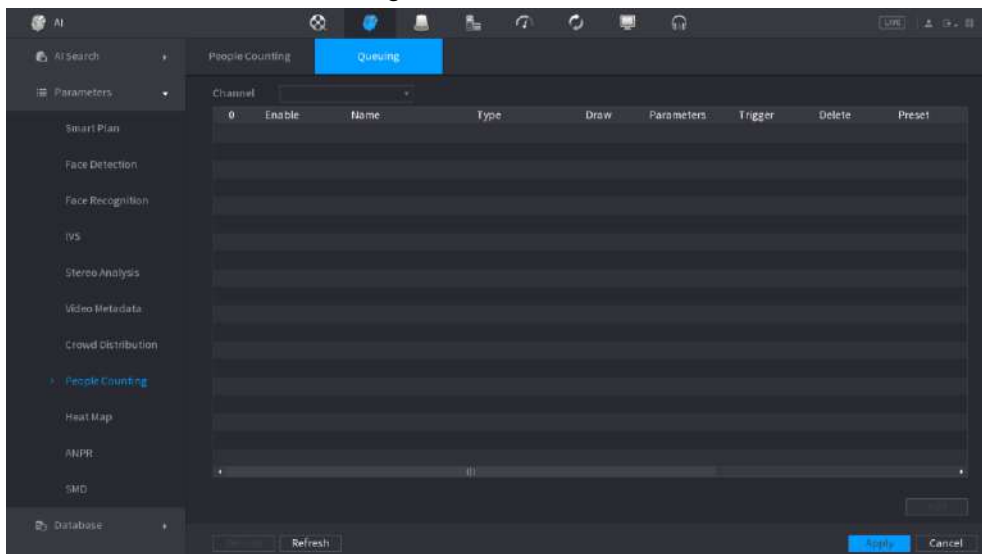 AI
LIVE
AI Search
People Counting
Queuing
Parameters
Channel
0 Enable Name Type Draw Parameters Trigger Delete Preset
Smart Plan
Face Detection
Face Recognition
IVS
Stereo Analysis
Video Metadata
Crowd Distribution
People Counting
Heat Map
ANPR
SMD
Database
Refresh
Apply
Cancel